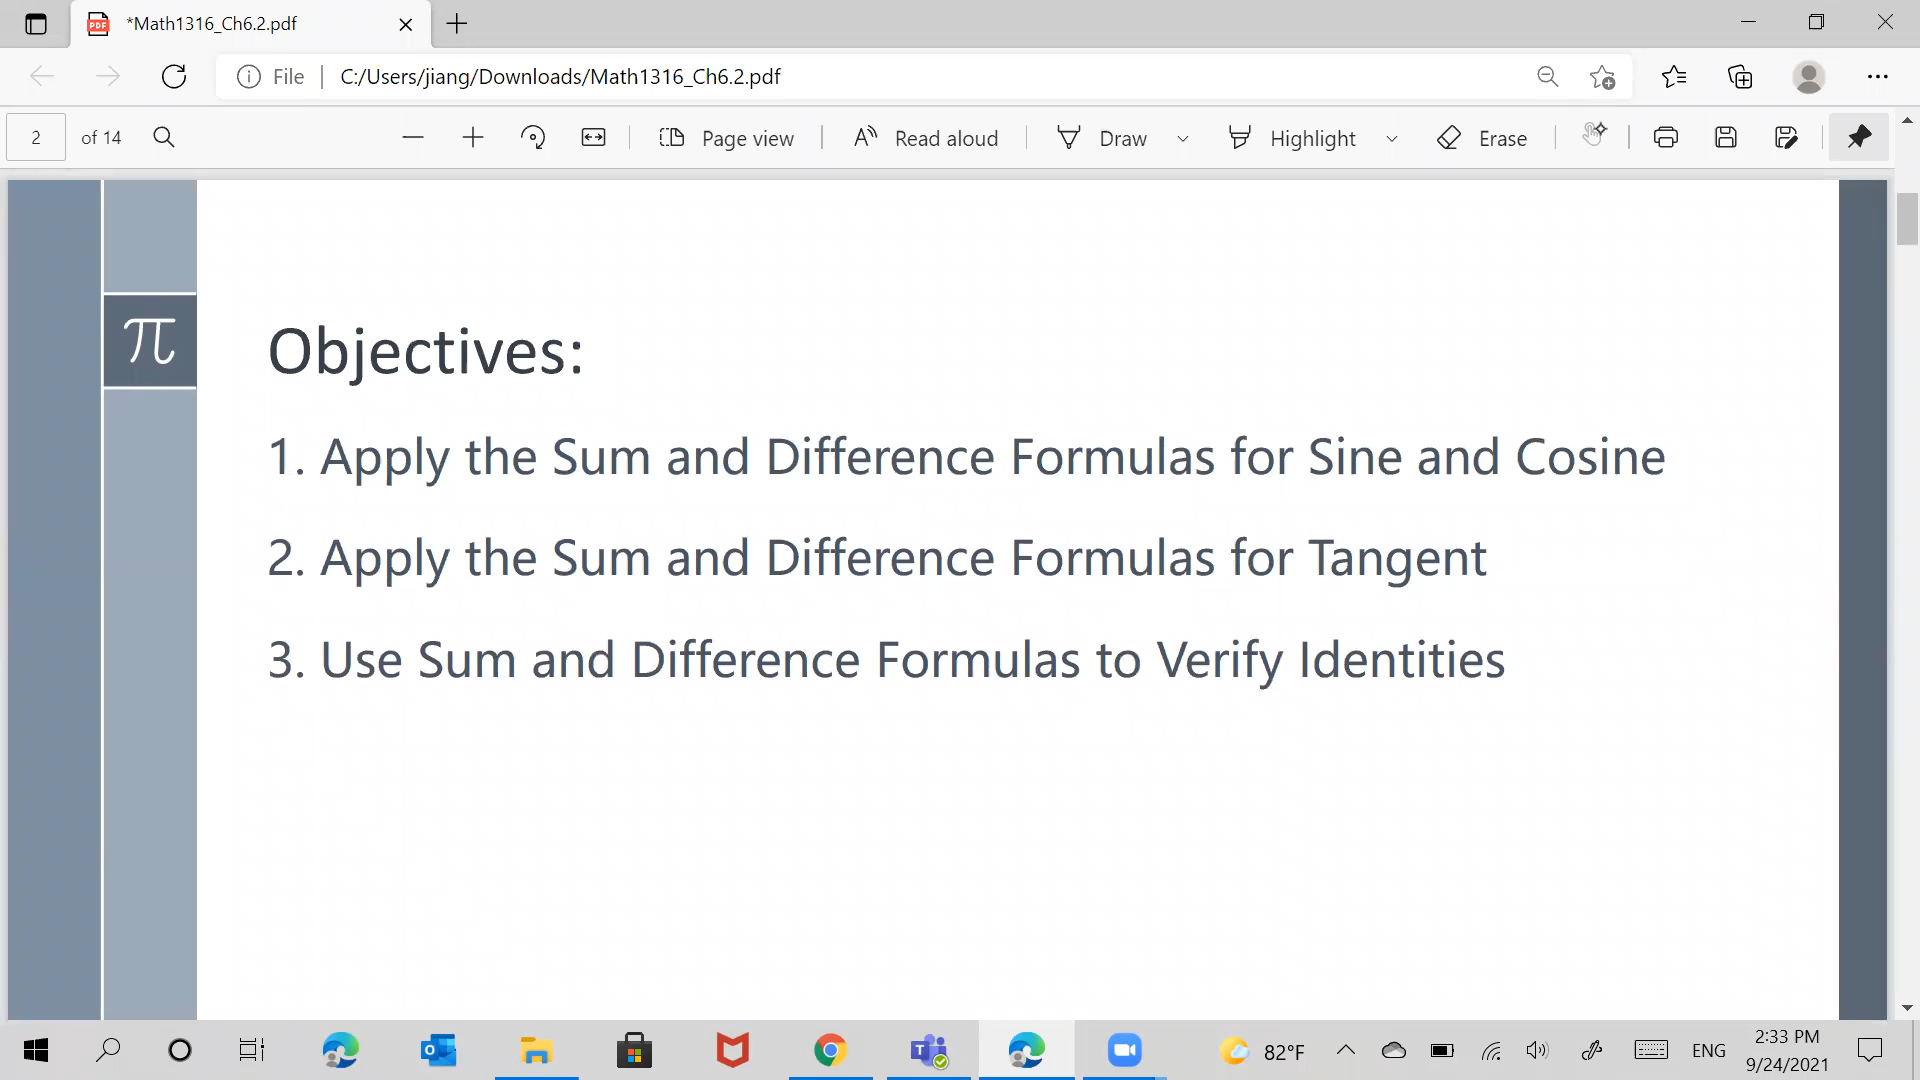 *Math1316_Ch6.2.pdf
File
C:/Users/jiang/Downloads/Math1316_Ch6.2.pdf
2 of 14
Page view
Read aloud
Draw
Highlight
Erase
π
Objectives:
1. Apply the Sum and Difference Formulas for Sine and Cosine
2. Apply the Sum and Difference Formulas for Tangent
3. Use Sum and Difference Formulas to Verify Identities
82°F
ENG
2:33 PM
9/24/2021